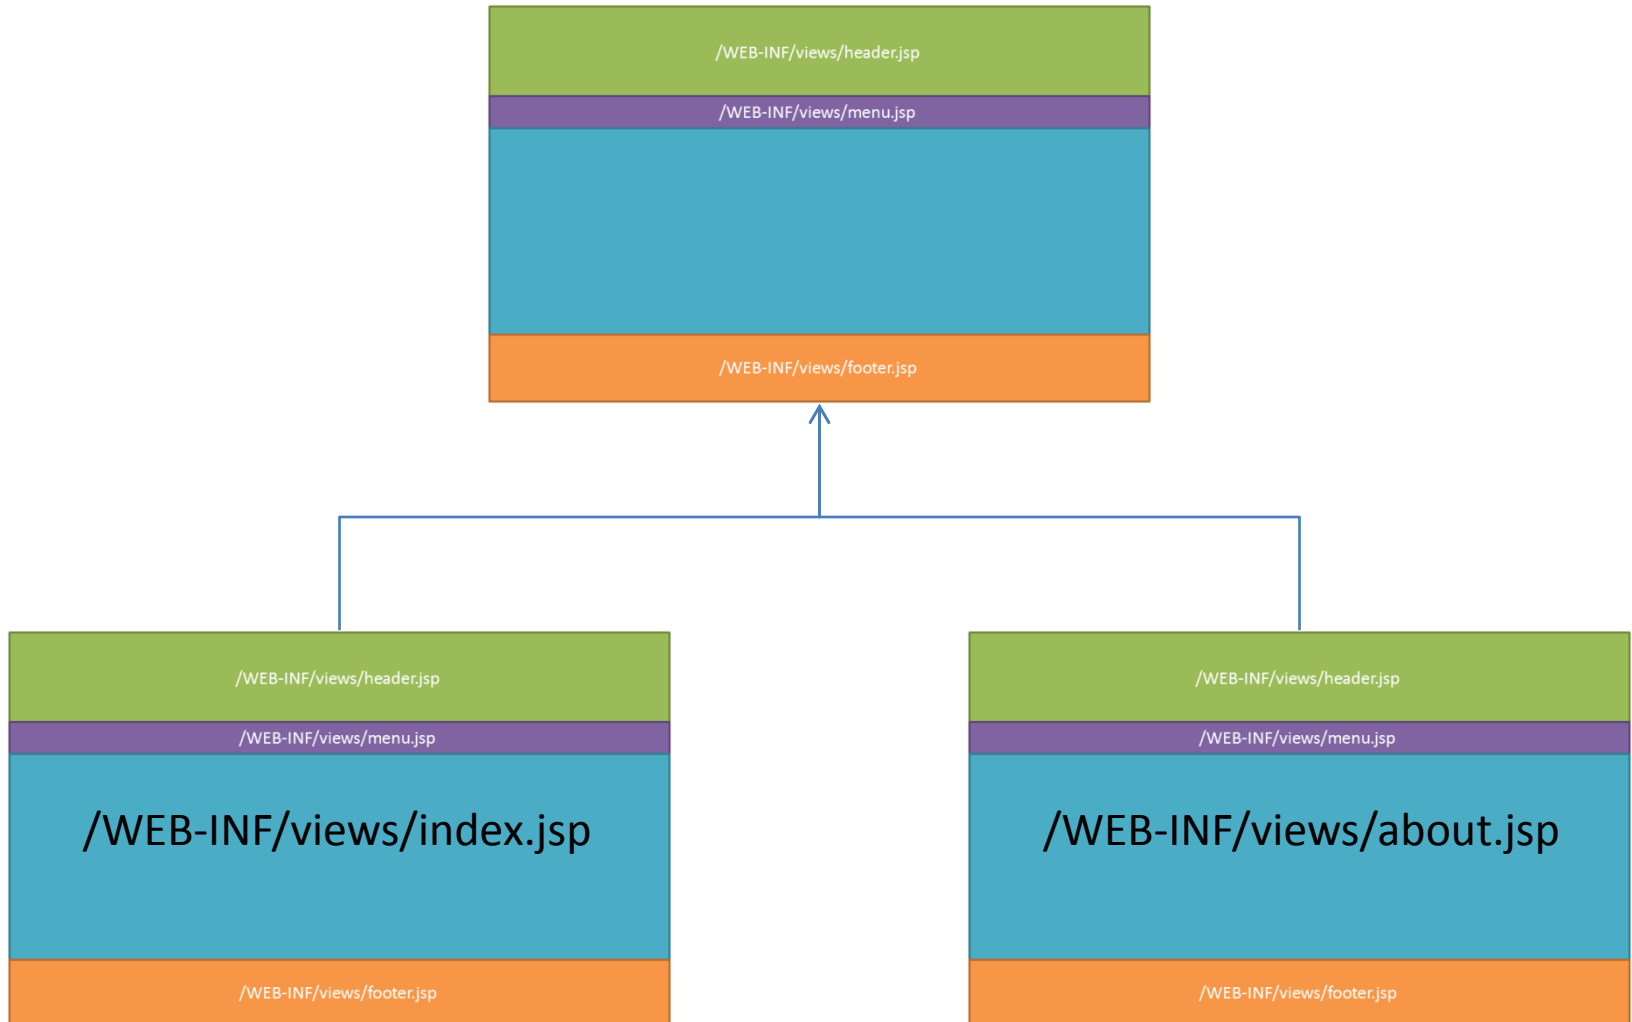 /WEB-INF/views/header.jsp
/WEB-INF/views/menu.jsp
/WEB-INF/views/footer.jsp
/WEB-INF/views/header.jsp
/WEB-INF/views/menu.jsp
/WEB-INF/views/index.jsp
/WEB-INF/views/footer.jsp
/WEB-INF/views/header.jsp
/WEB-INF/views/menu.jsp
/WEB-INF/views/about.jsp
/WEB-INF/views/footer.jsp